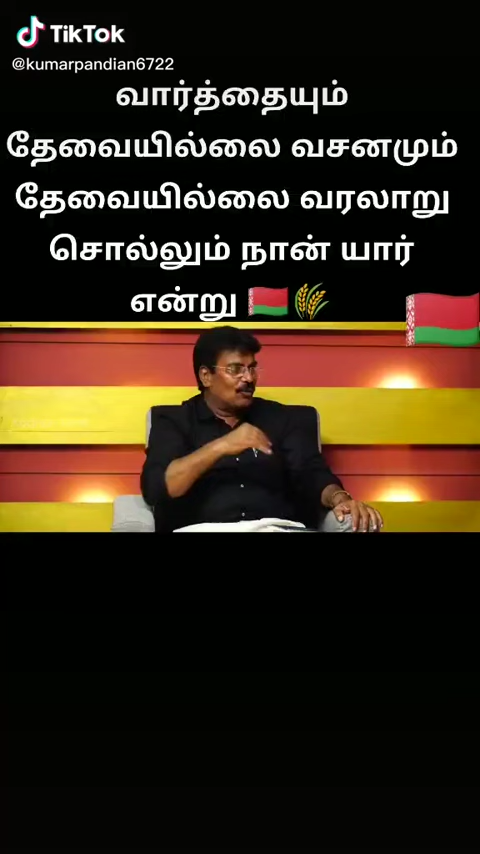 TikTok
@kumarpandian6722
வார்த்தையும்
தேவையில்லை வசனமும்
தேவையில்லை வரலாறு
சொல்லும் நான் யார்
என்று 🇧🇾🌾